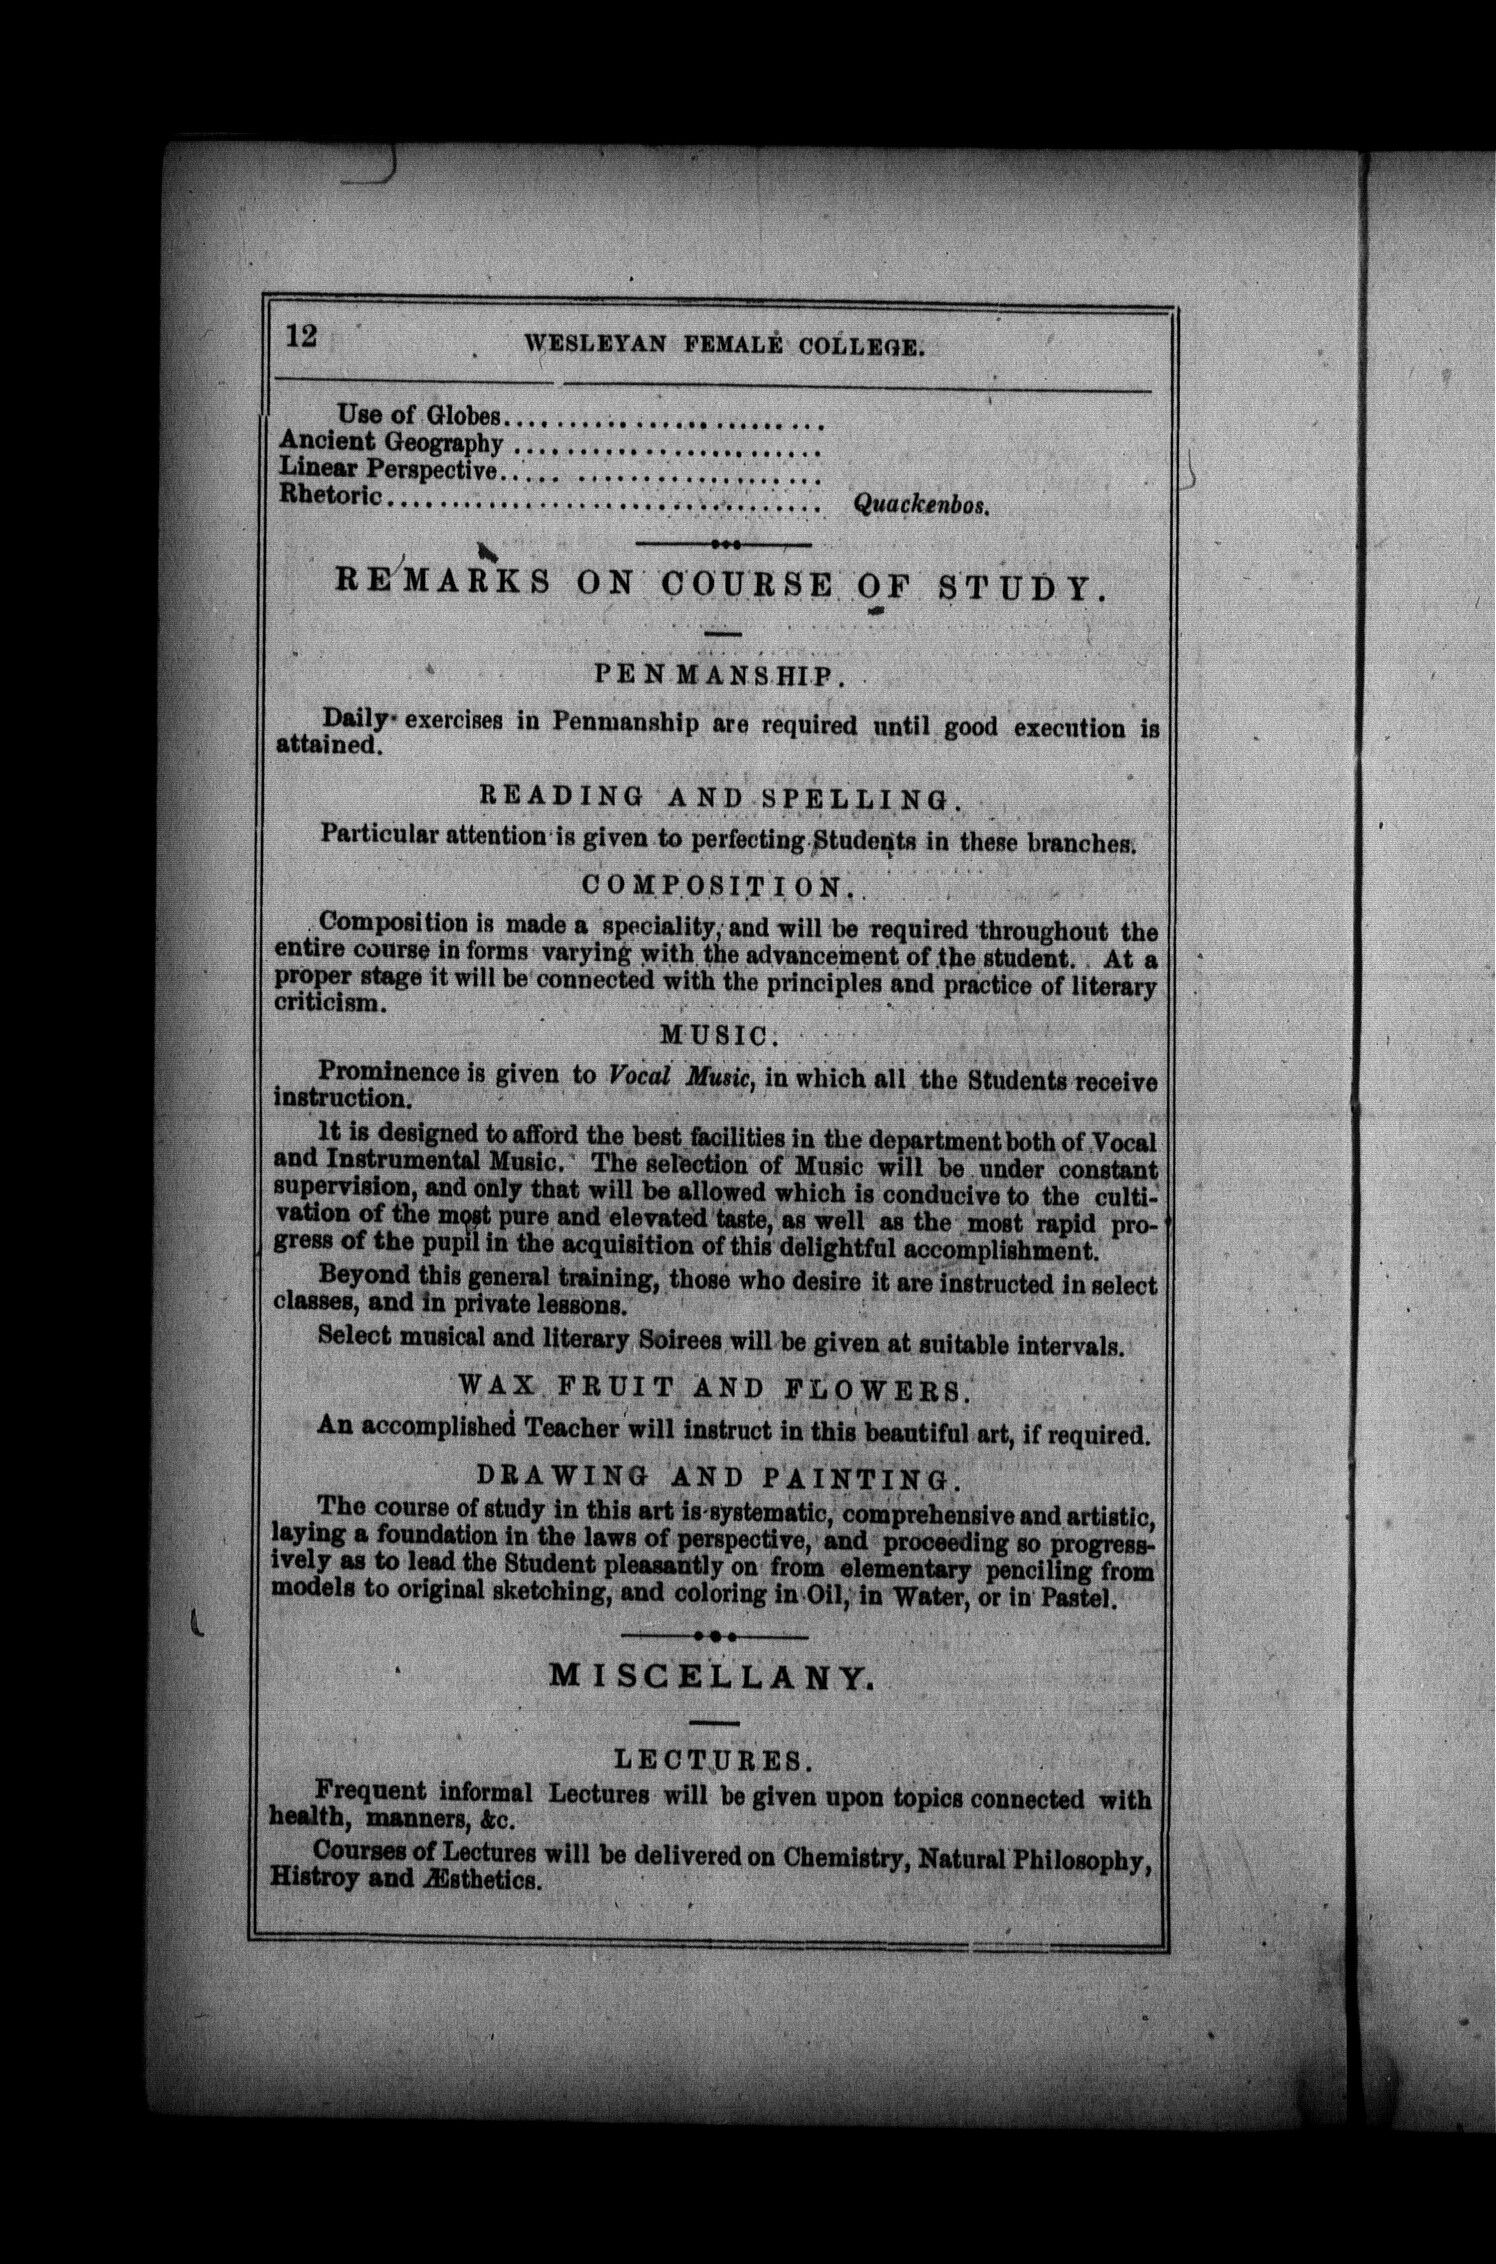 12
WESLEYAN FEMALE COLLEGE.
Use of Globes.........................
Ancient Geography ........................
Linear Perspective..... ...................
Rhetoric.................................. Quackenbos.
REMARKS ON COURSE OF STUDY.
PENMANSHIP.
Daily exercises in Penmanship are required until good execution is
attained.
READING AND SPELLING.
Particular attention is given to perfecting Students in these branches.
COMPOSITION.
Composition is made a speciality, and will be required throughout the
entire course in forms varying with the advancement of the student. At a
proper stage it will be connected with the principles and practice of literary
criticism.
MUSIC.
Prominence is given to Vocal Music, in which all the Students receive
instruction.
It is designed to afford the best facilities in the department both of Vocal
and Instrumental Music. The selection of Music will be under constant
supervision, and only that will be allowed which is conducive to the culti-
vation of the most pure and elevated taste, as well as the most rapid pro-
gress of the pupil in the acquisition of this delightful accomplishment.
Beyond this general training, those who desire it are instructed in select
classes, and in private lessons.
Select musical and literary Soirees will be given at suitable intervals.
WAX FRUIT AND FLOWERS.
An accomplished Teacher will instruct in this beautiful art, if required.
DRAWING AND PAINTING.
The course of study in this art is systematic, comprehensive and artistic,
laying a foundation in the laws of perspective, and proceeding so progress-
ively as to lead the Student pleasantly on from elementary penciling from
models to original sketching, and coloring in Oil, in Water, or in Pastel.
MISCELLANY.
LECTURES.
Frequent informal Lectures will be given upon topics connected with
health, manners, &c.
Courses of Lectures will be delivered on Chemistry, Natural Philosophy,
Histroy and Æsthetics.